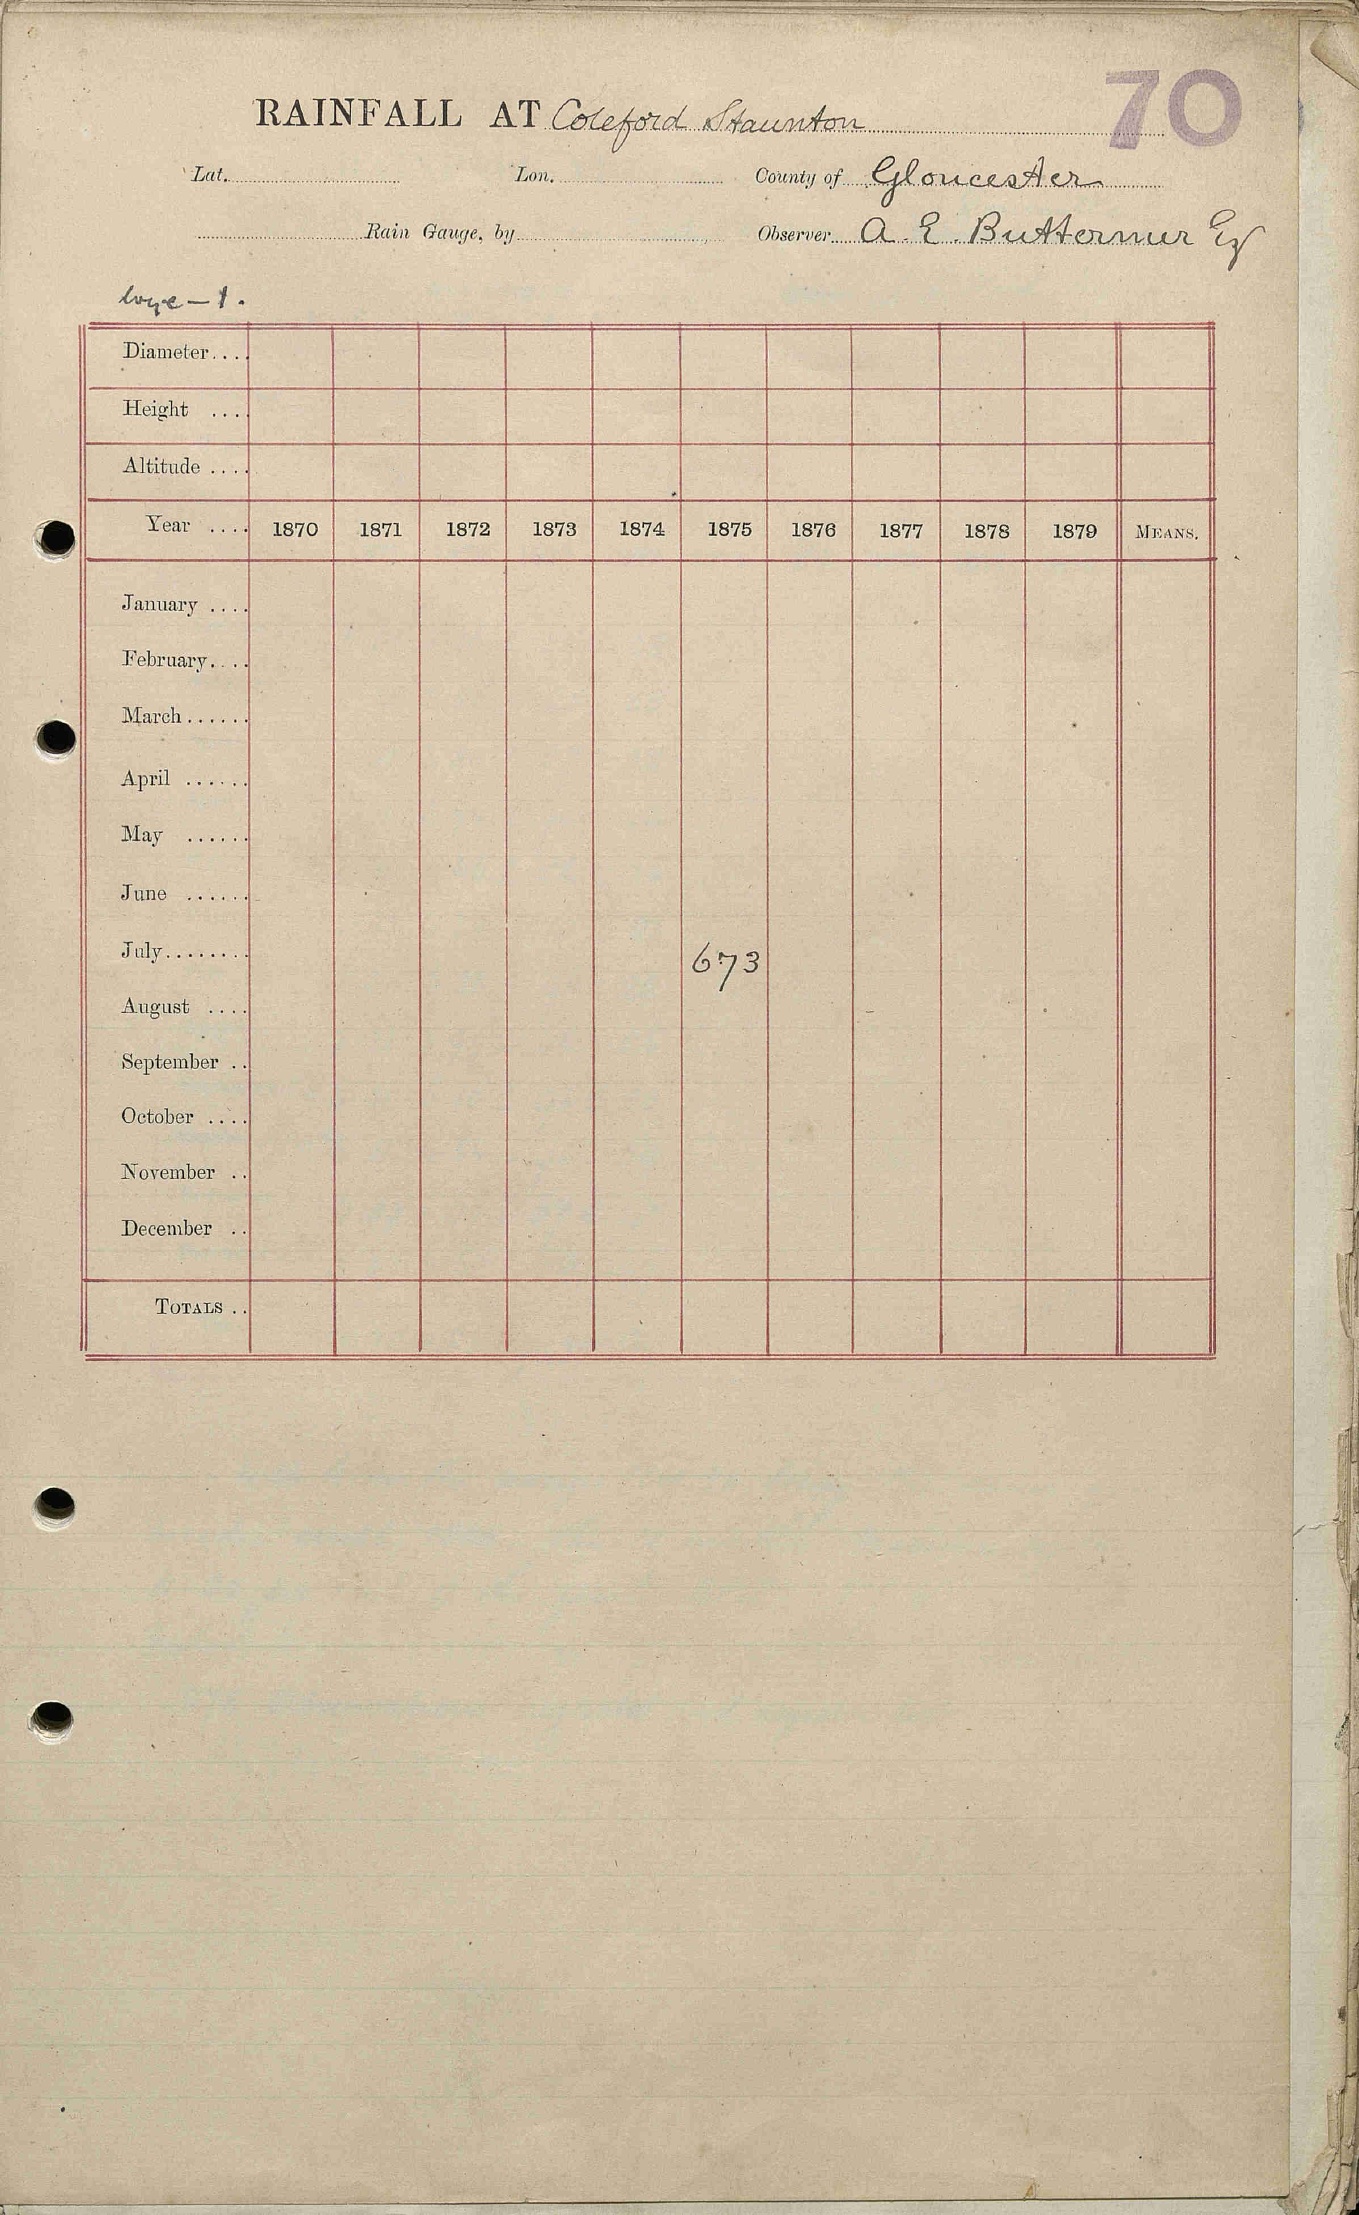 70
RAINFALL AT Coleford Staunton
Lat. Lon. County of Gloucester
Rain Gauge, by Observer A. E. Buttermer Esq
Wye - 1.
Diameter....
Height ....
Altitude ....
Year .... 1870 1871 1872 1873 1874 1875 1876 1877 1878 1879 MEANS.
January ....
February....
March......
April ......
May ......
June ......
July........ 673
August ....
September ..
October ....
November ..
December ..
TOTALS ..